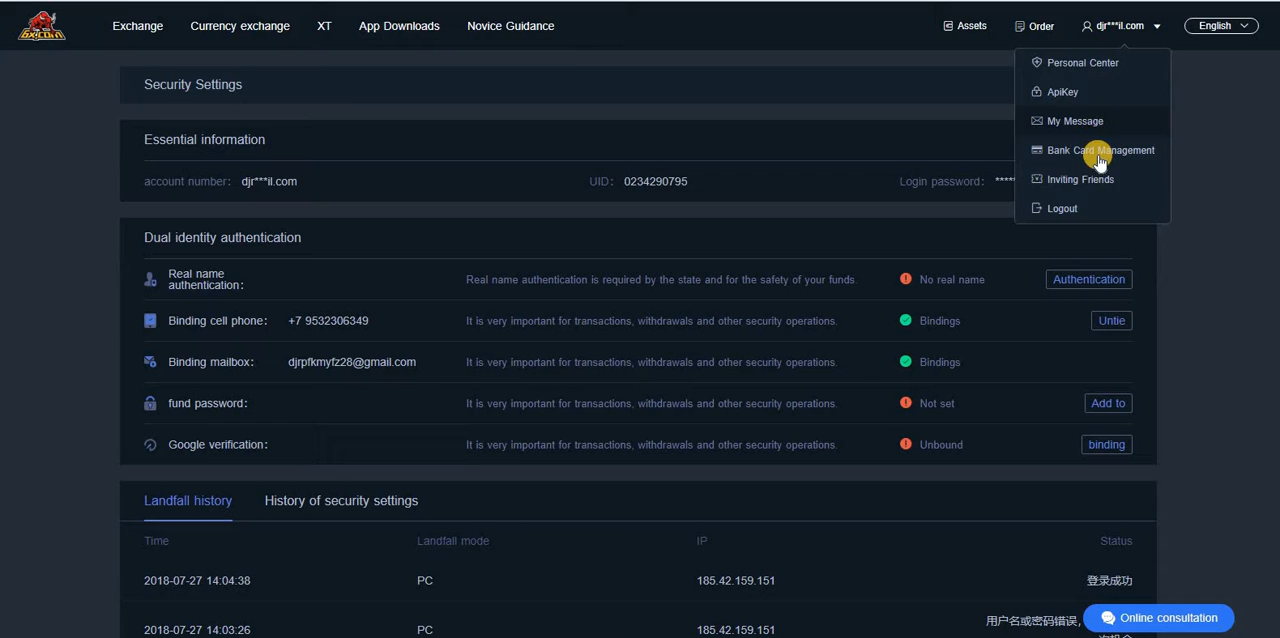 GX.COM
Exchange Currency exchange XT App Downloads Novice Guidance Assets Order djr***il.com English
Personal Center
ApiKey
My Message
Bank Card Management
Inviting Friends
Logout
Security Settings
Essential information
account number: djr***il.com UID: 0234290795 Login password: *****
Dual identity authentication
Real name
authentication:
Real name authentication is required by the state and for the safety of your funds. No real name Authentication
Binding cell phone: +7 9532306349 It is very important for transactions, withdrawals and other security operations. Bindings Untie
Binding mailbox: djrpfkmyfz28@gmail.com It is very important for transactions, withdrawals and other security operations. Bindings
fund password: It is very important for transactions, withdrawals and other security operations. Not set Add to
Google verification: It is very important for transactions, withdrawals and other security operations. Unbound binding
Landfall history History of security settings
Time Landfall mode IP Status
2018-07-27 14:04:38 PC 185.42.159.151 登录成功
2018-07-27 14:03:26 PC 185.42.159.151 用户名或密码错误,
Online consultation